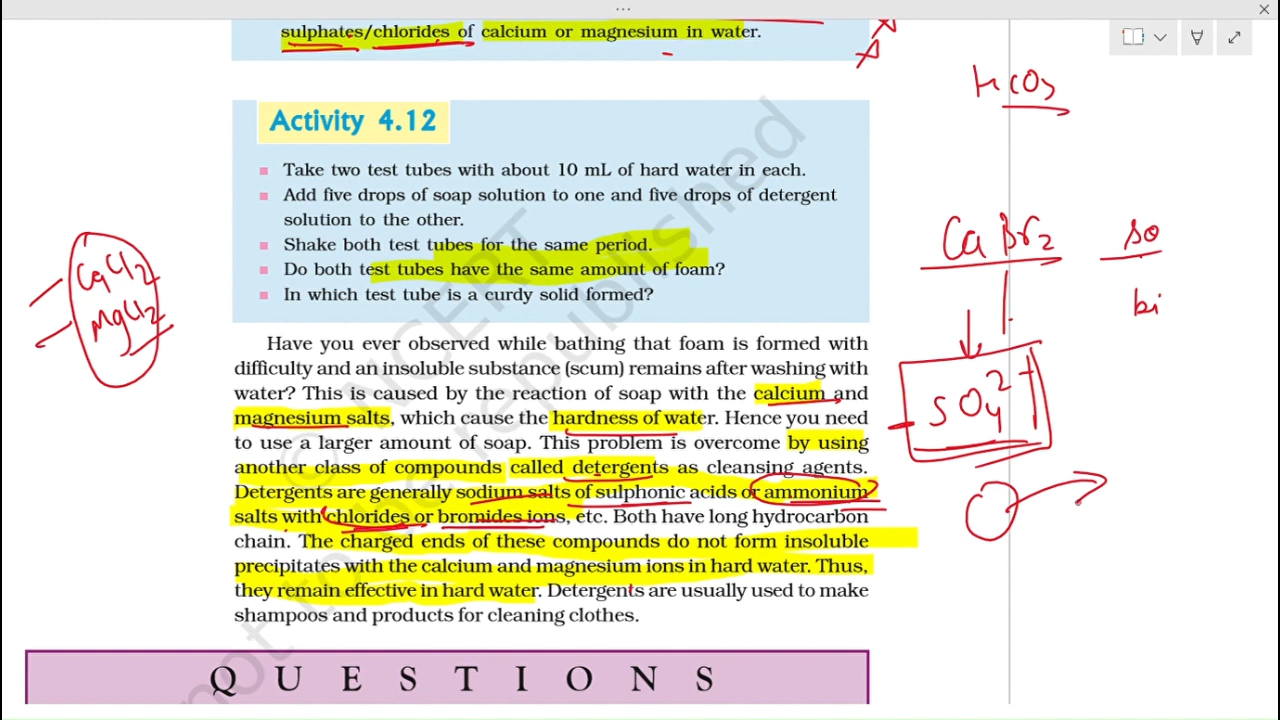 sulphates/chlorides of calcium or magnesium in water.
HCO3
Activity 4.12
Take two test tubes with about 10 mL of hard water in each.
Add five drops of soap solution to one and five drops of detergent
solution to the other.
Shake both test tubes for the same period.
Do both test tubes have the same amount of foam?
In which test tube is a curdy solid formed?
CaCl2
MgCl2
CaBr2
so
bi
SO4 2-
Have you ever observed while bathing that foam is formed with
difficulty and an insoluble substance (scum) remains after washing with
water? This is caused by the reaction of soap with the calcium and
magnesium salts, which cause the hardness of water. Hence you need
to use a larger amount of soap. This problem is overcome by using
another class of compounds called detergents as cleansing agents.
Detergents are generally sodium salts of sulphonic acids or ammonium
salts with chlorides or bromides ions, etc. Both have long hydrocarbon
chain. The charged ends of these compounds do not form insoluble
precipitates with the calcium and magnesium ions in hard water. Thus,
they remain effective in hard water. Detergents are usually used to make
shampoos and products for cleaning clothes.
QUESTIONS
© NCERT
not to be republished